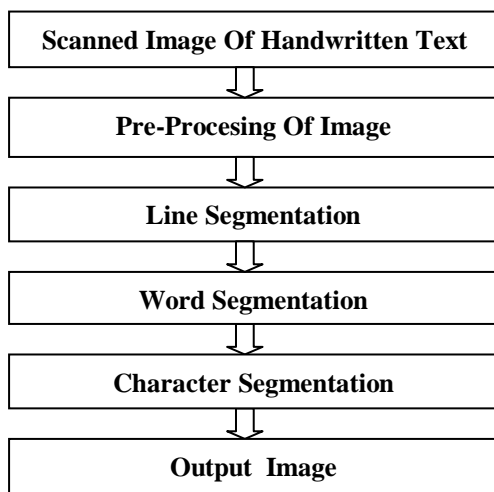 Scanned Image Of Handwritten Text
Pre-Procesing Of Image
Line Segmentation
Word Segmentation
Character Segmentation
Output Image